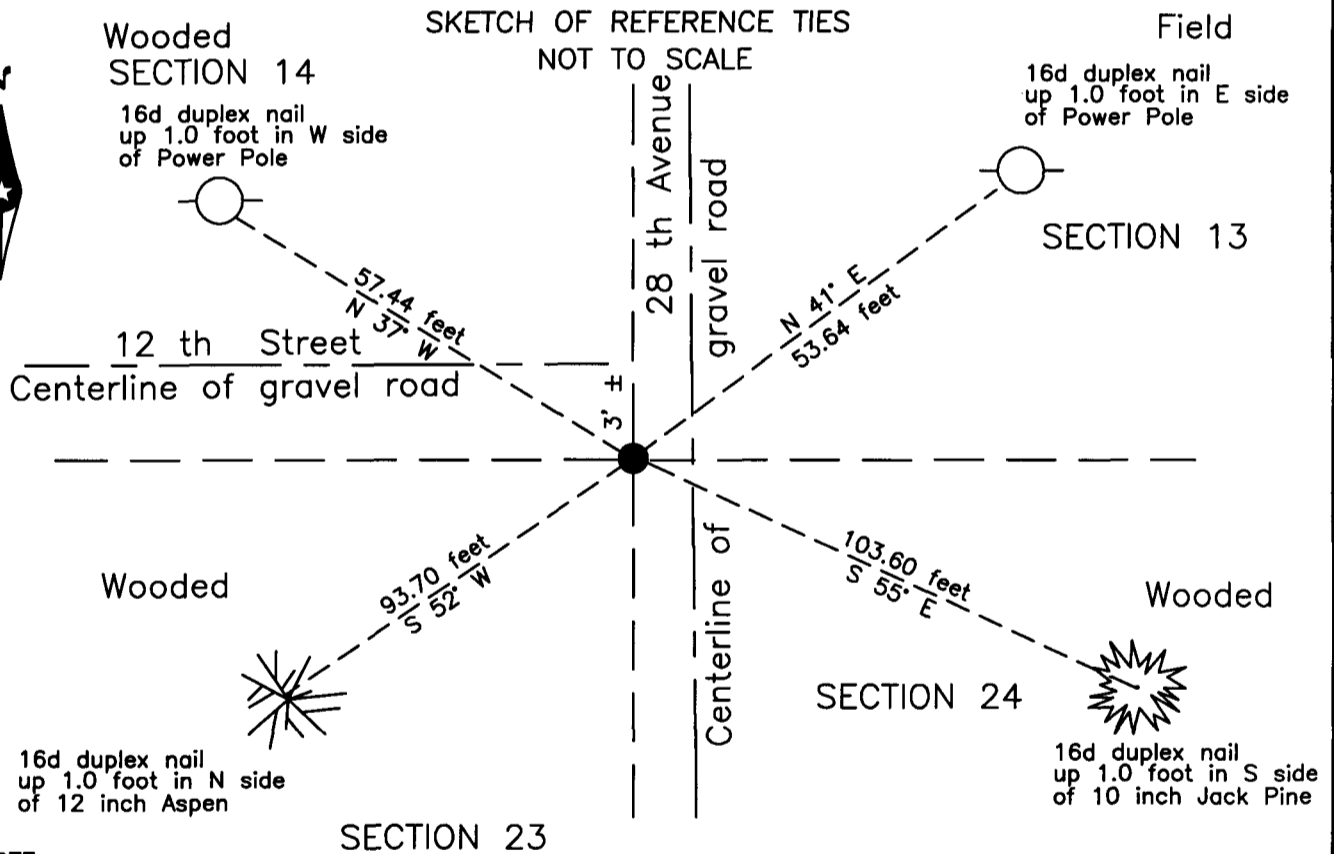 SKETCH OF REFERENCE TIES
NOT TO SCALE
Wooded
SECTION 14
16d duplex nail
up 1.0 foot in W side
of Power Pole
Field
16d duplex nail
up 1.0 foot in E side
of Power Pole
SECTION 13
28 th Avenue
gravel road
57.44 feet
N 37° W
N 41° E
53.64 feet
12 th Street
Centerline of gravel road
3' ±
93.70 feet
S 52° W
Centerline of
103.60 feet
S 55° E
Wooded
Wooded
SECTION 24
16d duplex nail
up 1.0 foot in N side
of 12 inch Aspen
16d duplex nail
up 1.0 foot in S side
of 10 inch Jack Pine
SECTION 23